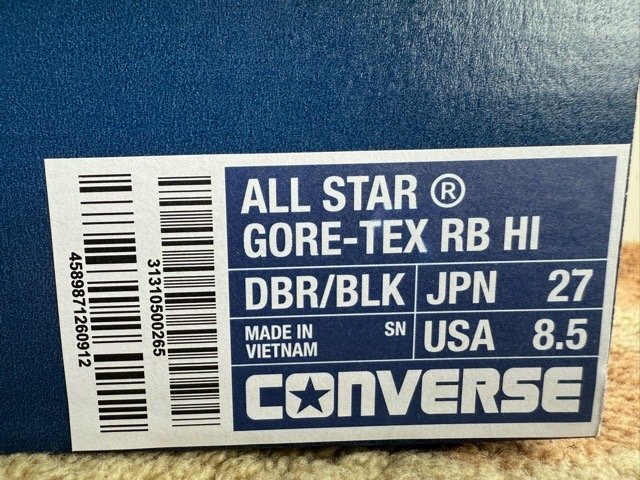 4589871260912
31310500265
ALL STAR Ⓡ
GORE-TEX RB HI
DBR/BLK JPN 27
MADE IN VIETNAM SN USA 8.5
CONVERSE